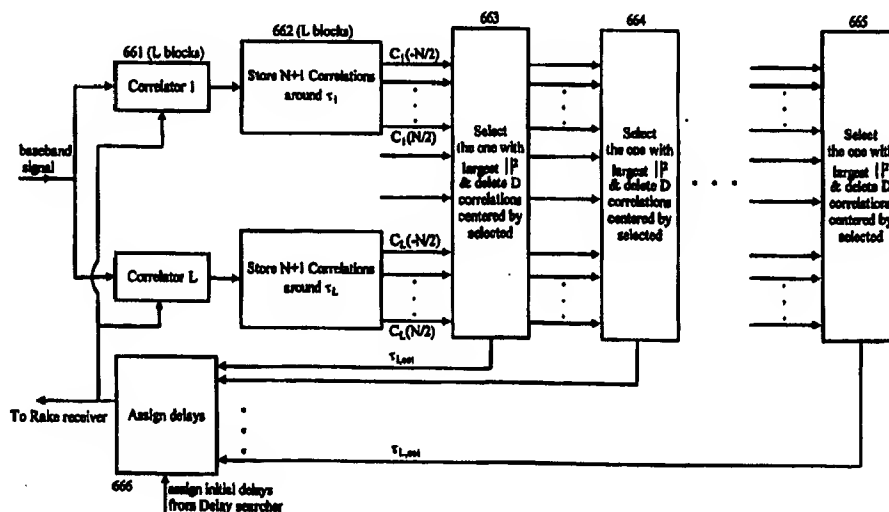 661 (L blocks)
662 (L blocks)
663
664
665
Correlator 1
Store N+1 Correlations
around τ1
C1(-N/2)
C1(N/2)
baseband
signal
Select
the one with
largest ||²
& delete D
correlations
centered by
selected
Select
the one with
largest ||²
& delete D
correlations
centered by
selected
Select
the one with
largest ||²
& delete D
correlations
centered by
selected
Correlator L
Store N+1 Correlations
around τL
CL(-N/2)
CL(N/2)
To Rake receiver
Assign delays
τL,est
666
assign initial delays
from Delay searcher